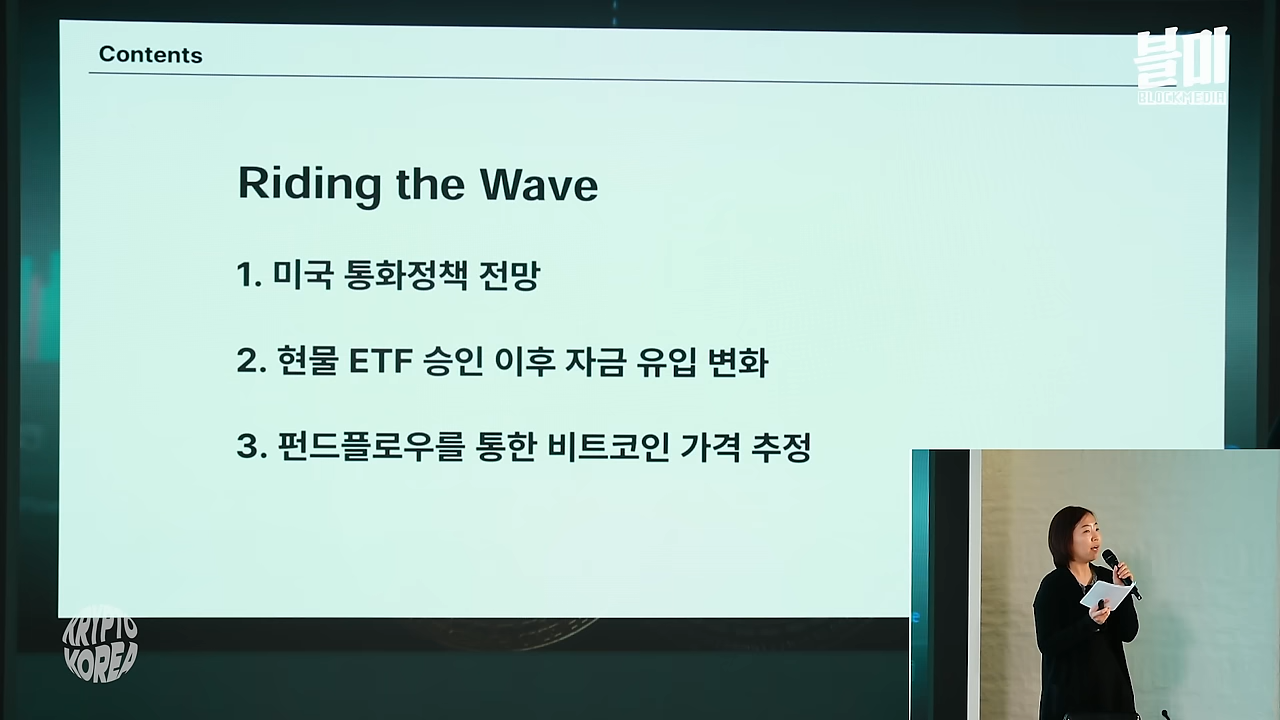 Contents
블미
BLOCKMEDIA
Riding the Wave
1. 미국 통화정책 전망
2. 현물 ETF 승인 이후 자금 유입 변화
3. 펀드플로우를 통한 비트코인 가격 추정
KRYPTO
KOREA